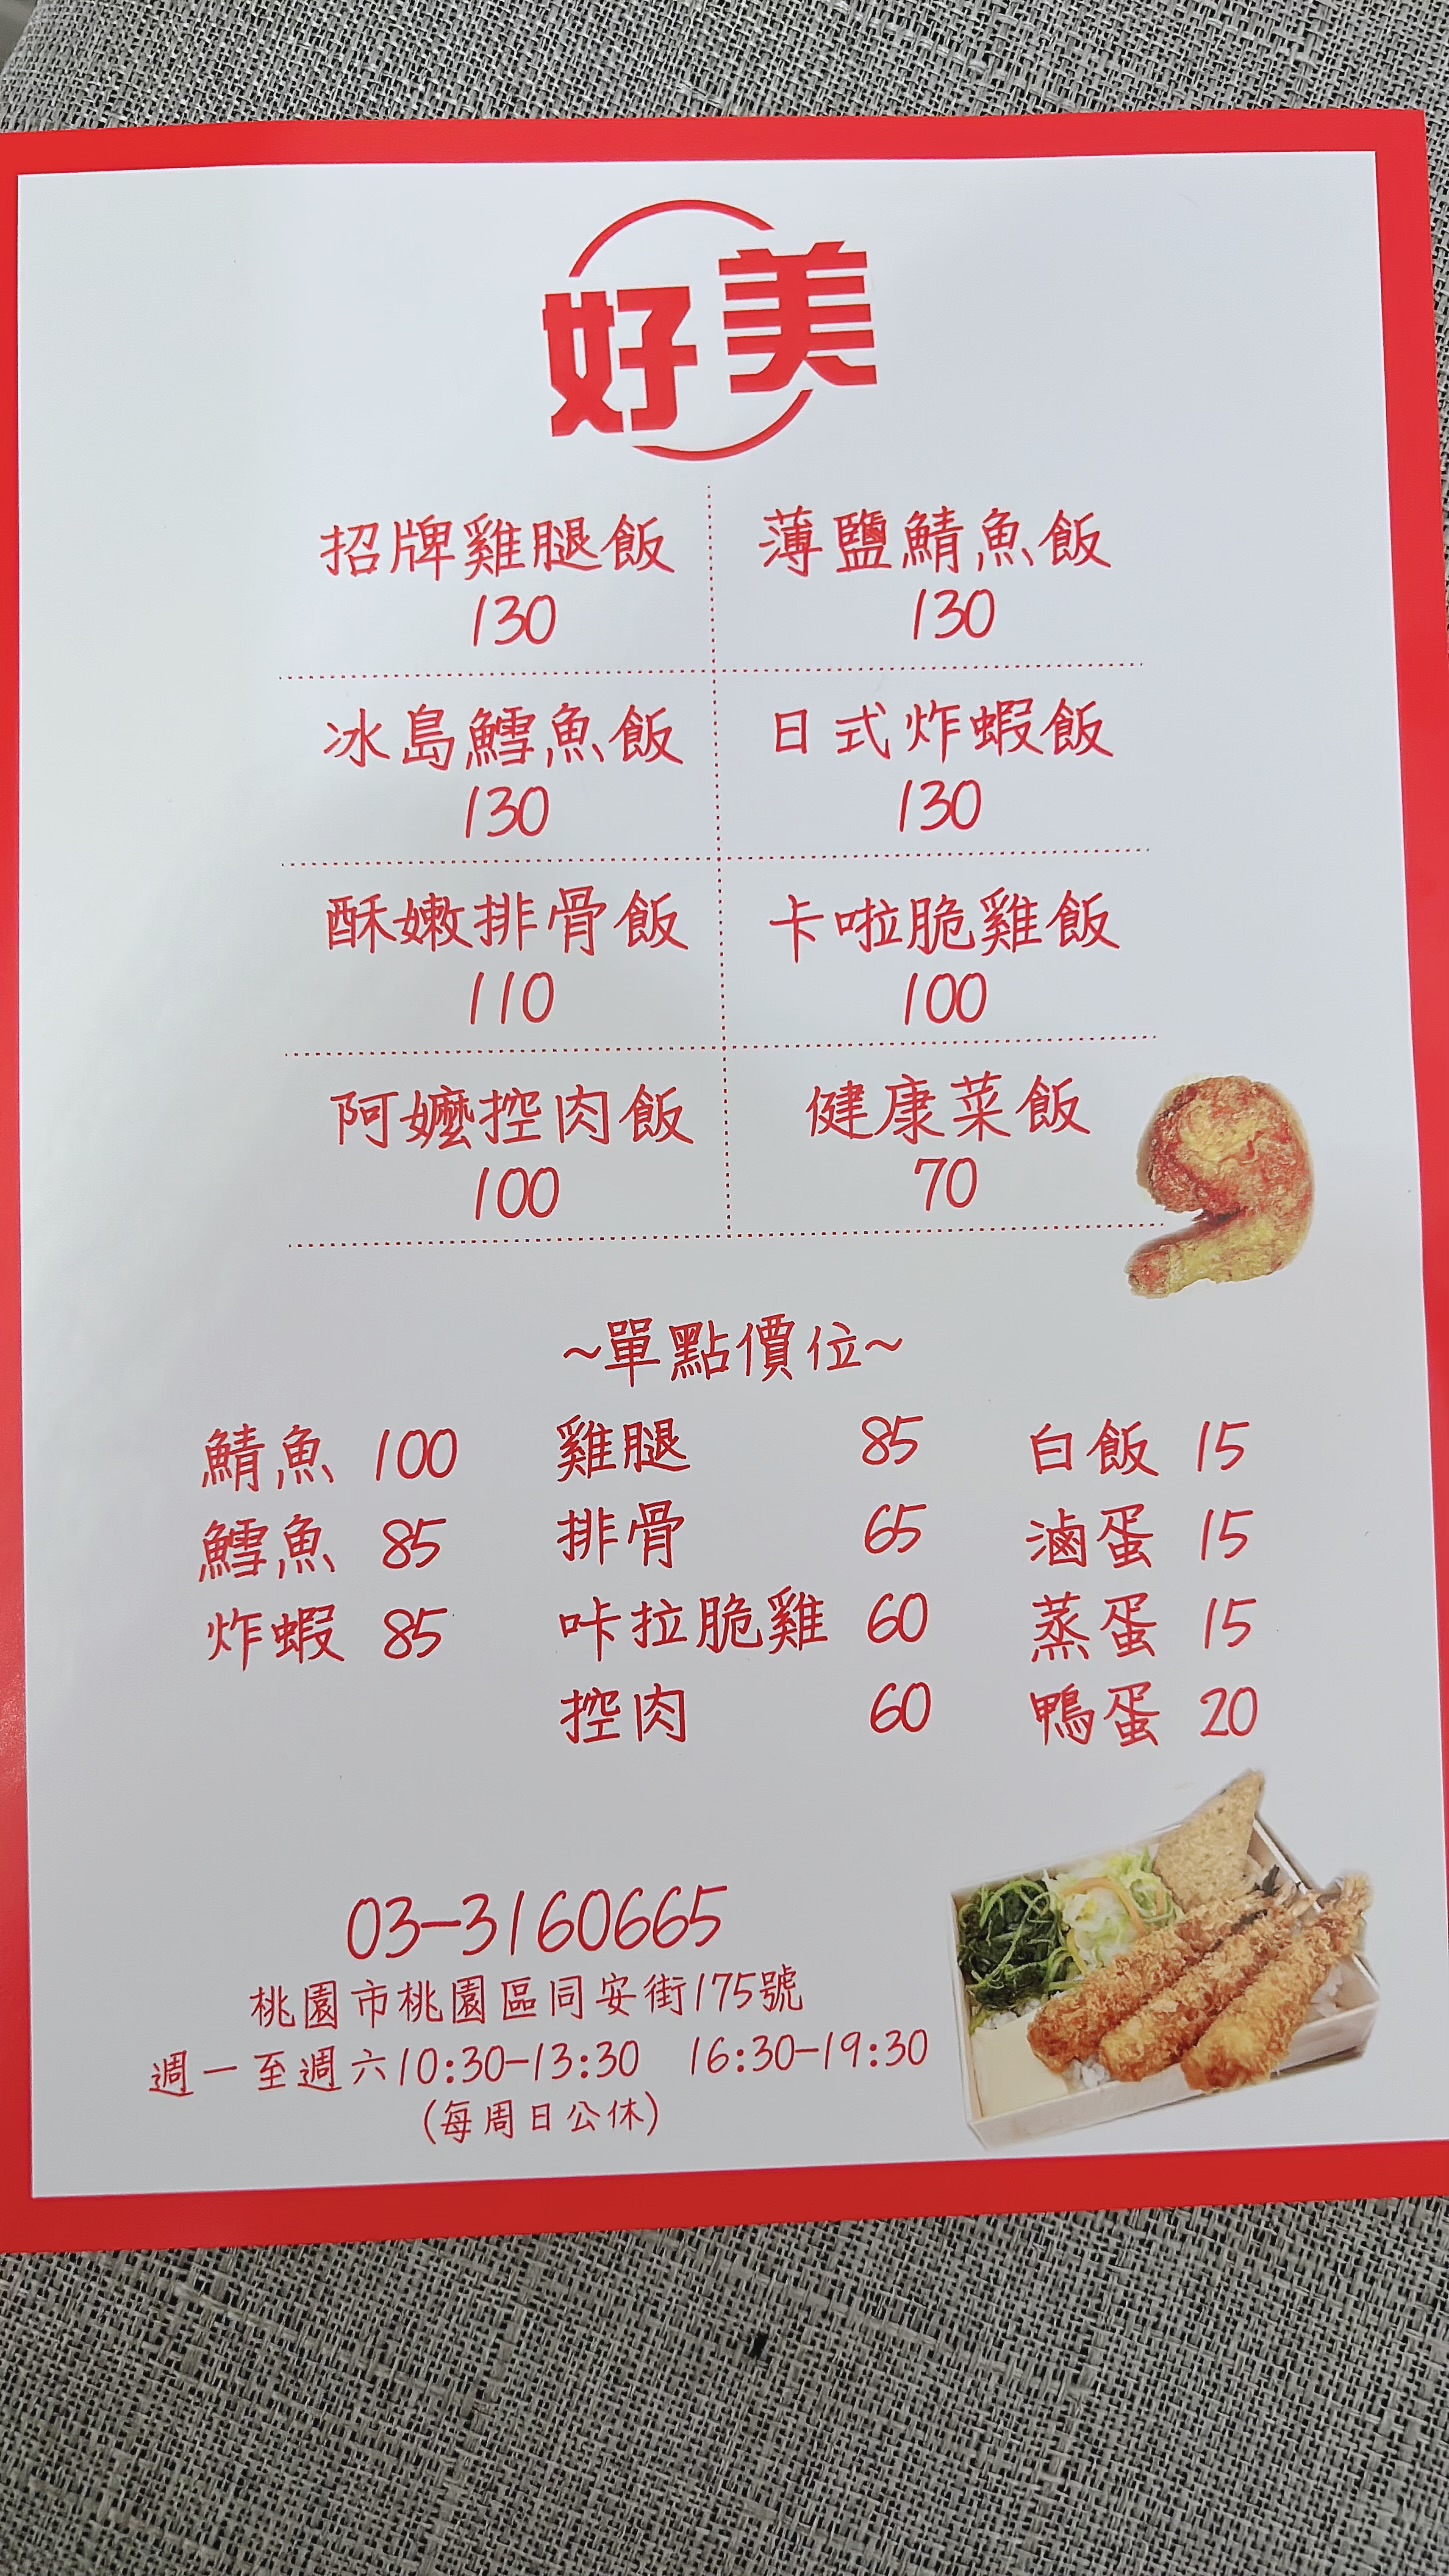 好美
招牌雞腿飯 薄鹽鯖魚飯
130 130
冰島鱈魚飯 日式炸蝦飯
130 130
酥嫩排骨飯 卡啦脆雞飯
110 100
阿嬤控肉飯 健康菜飯
100 70
~單點價位~
鯖魚 100 雞腿 85 白飯 15
鱈魚 85 排骨 65 滷蛋 15
炸蝦 85 咔拉脆雞 60 蒸蛋 15
控肉 60 鴨蛋 20
03-3160665
桃園市桃園區同安街175號
週一至週六10:30-13:30 16:30-19:30
(每周日公休)